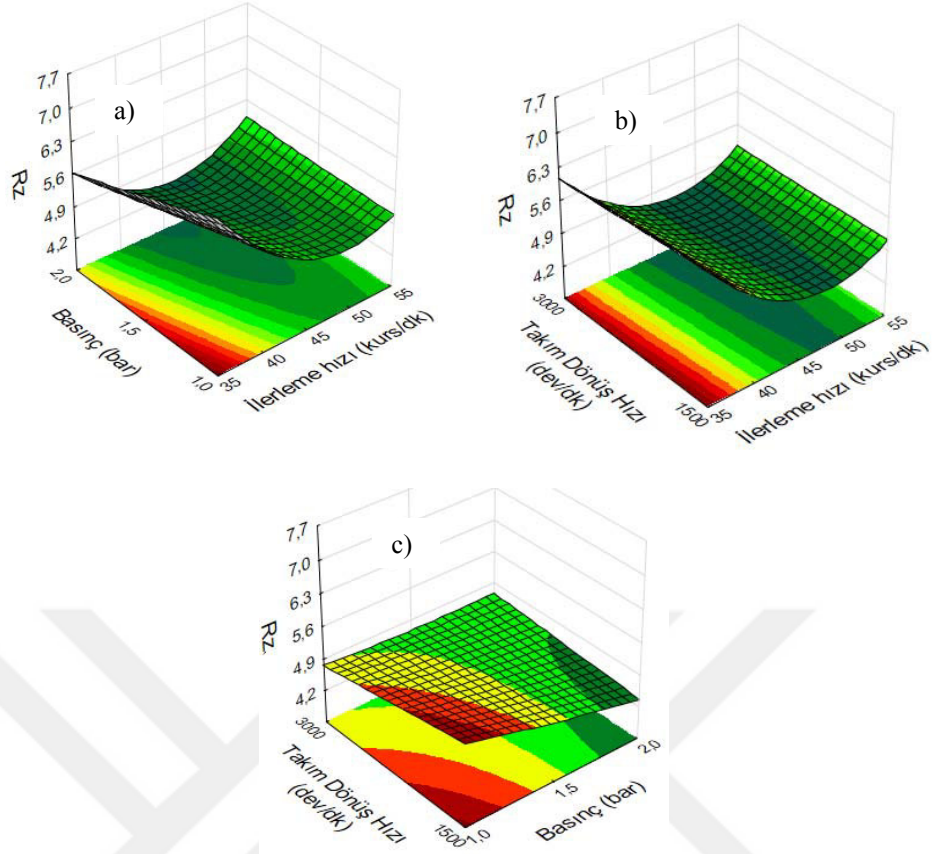 a)
7,7
7,0
6,3
5,6
4,9
4,2
Rz
2,0
1,5
1,0
Basınç (bar)
35
40
45
50
55
İlerleme hızı (kurs/dk)
b)
7,7
7,0
6,3
5,6
4,9
4,2
Rz
3000
1500
Takım Dönüş Hızı
(dev/dk)
35
40
45
50
55
İlerleme hızı (kurs/dk)
c)
7,7
7,0
6,3
5,6
4,9
4,2
Rz
3000
1500
Takım Dönüş Hızı
(dev/dk)
1,0
1,5
2,0
Basınç (bar)